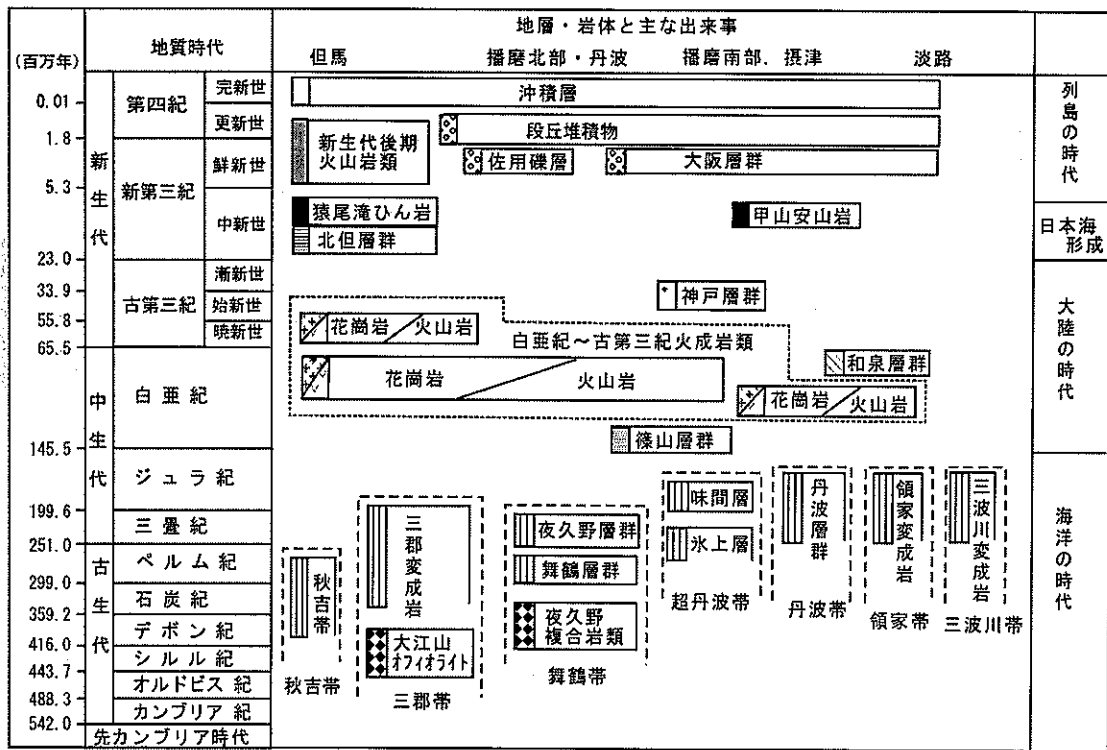 地層・岩体と主な出来事
(百万年)
地質時代
但馬
播磨北部・丹波
播磨南部、摂津
淡路
0.01
1.8
5.3
23.0
33.9
55.8
65.5
145.5
199.6
251.0
299.0
359.2
416.0
443.7
488.3
542.0
新生代
中生代
古生代
第四紀
新第三紀
古第三紀
白亜紀
ジュラ紀
三畳紀
ペルム紀
石炭紀
デボン紀
シルル紀
オルドビス紀
カンブリア紀
先カンブリア時代
完新世
更新世
鮮新世
中新世
漸新世
始新世
暁新世
沖積層
段丘堆積物
新生代後期
火山岩類
佐用礫層
大阪層群
猿尾滝ひん岩
北但層群
甲山安山岩
神戸層群
花崗岩
火山岩
白亜紀~古第三紀火成岩類
花崗岩
火山岩
和泉層群
花崗岩
火山岩
篠山層群
秋吉帯
秋吉帯
三郡変成岩
大江山
オフィオライト
三郡帯
夜久野層群
舞鶴層群
夜久野
複合岩類
舞鶴帯
味間層
氷上層
超丹波帯
丹波層群
丹波帯
領家変成岩
領家帯
三波川変成岩
三波川帯
列島の時代
日本海
形成
大陸の時代
海洋の時代